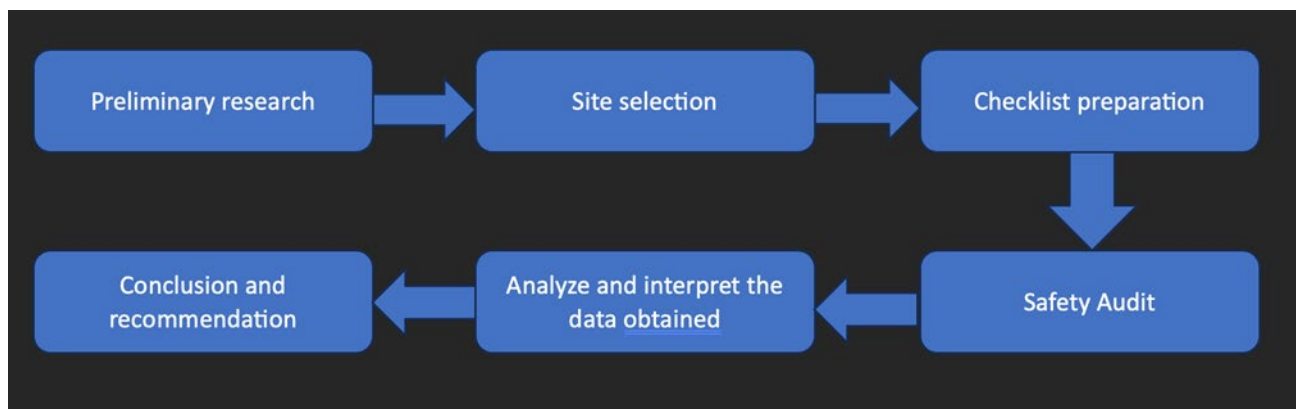 Preliminary research
Site selection
Checklist preparation
Safety Audit
Analyze and interpret the
data obtained
Conclusion and
recommendation